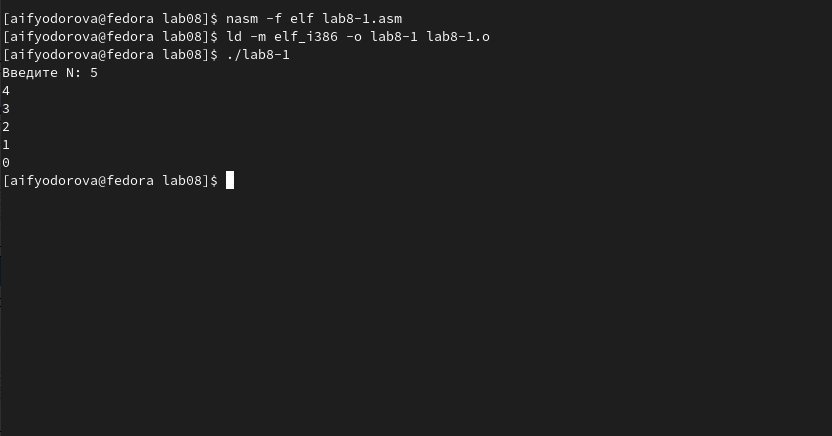 [aifyodorova@fedora lab08]$ nasm -f elf lab8-1.asm
[aifyodorova@fedora lab08]$ ld -m elf_i386 -o lab8-1 lab8-1.o
[aifyodorova@fedora lab08]$ ./lab8-1
Введите N: 5
4
3
2
1
0
[aifyodorova@fedora lab08]$